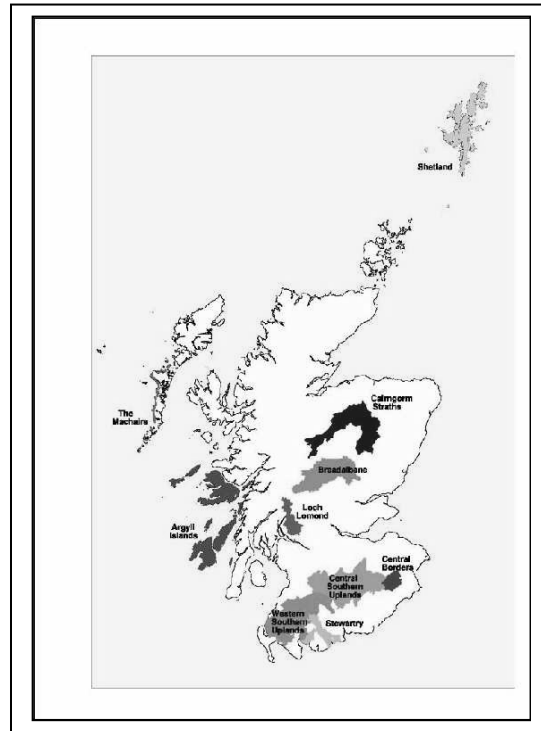 Shetland
Cairngorm
Straths
The
Machairs
Breadalbane
Loch
Lomond
Argyll
Islands
Central
Borders
Central
Southern
Uplands
Western
Southern
Uplands
Stewartry